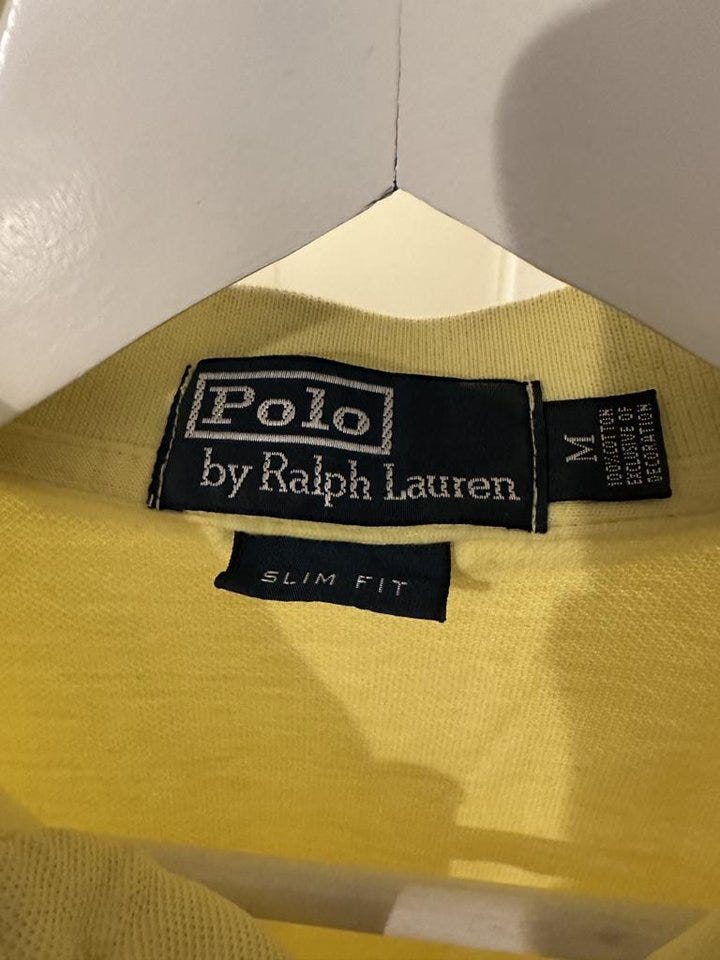 Polo
by Ralph Lauren
M
100% COTTON
EXCLUSIVE OF
DECORATION
SLIM FIT